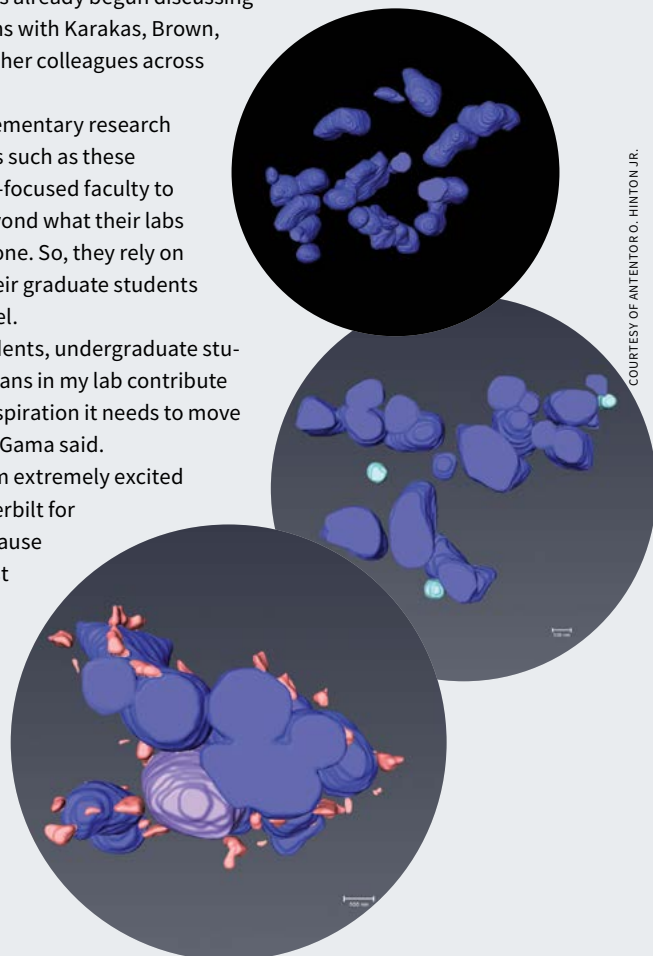 s already begun discussing
ns with Karakas, Brown,
her colleagues across
ementary research
s such as these
-focused faculty to
yond what their labs
one. So, they rely on
eir graduate students
el.
dents, undergraduate stu-
ans in my lab contribute
spiration it needs to move
Gama said.
m extremely excited
erbilt for
ause
t
COURTESY OF ANTENTOR O. HINTON JR.